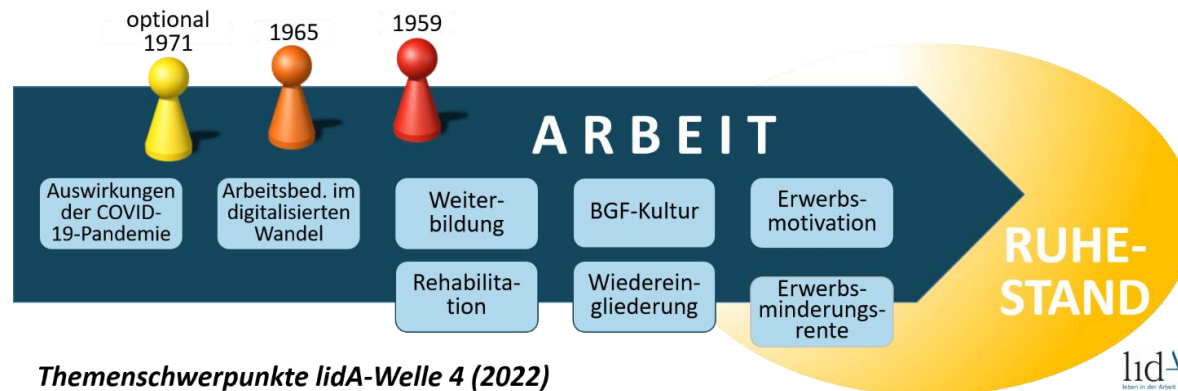 optional
1971
1965
1959
ARBEIT
Auswirkungen
der COVID-
19-Pandemie
Arbeitsbed. im
digitalisierten
Wandel
Weiter-
bildung
BGF-Kultur
Erwerbs-
motivation
Rehabilita-
tion
Wiederein-
gliederung
Erwerbs-
minderungs-
rente
RUHE-
STAND
Themenschwerpunkte lidA-Welle 4 (2022)
lid
leben in der Arbeit